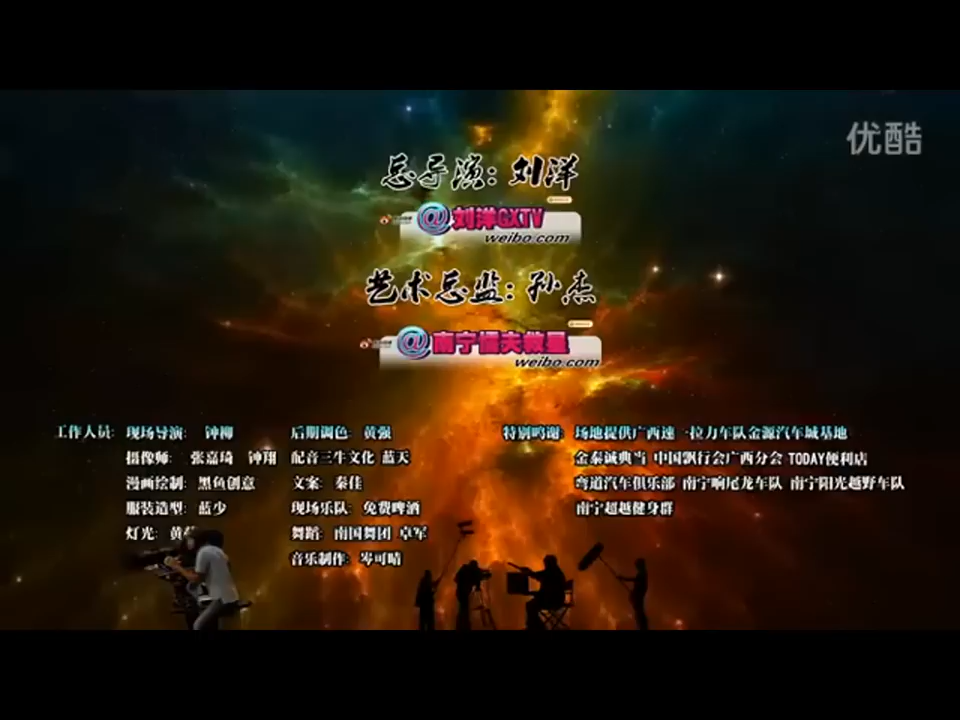 优酷
总导演: 刘洋
@刘洋GXTV
weibo.com
艺术总监: 孙杰
@南宁慢夫教星
weibo.com
工作人员: 现场导演: 钟柳 后期调色: 黄强 特别鸣谢: 场地提供广西速一拉力车队金源汽车城基地
摄像师: 张嘉琦 钟翔 配音三牛文化 蓝天 金泰诚典当 中国飘行会广西分会 TODAY便利店
漫画绘制: 黑鱼创意 文案: 秦佳 弯道汽车俱乐部 南宁响尾龙车队 南宁阳光越野车队
服装造型: 蓝少 现场乐队: 免费啤酒 南宁超越健身群
灯光: 黄 舞蹈: 南国舞团 卓军
音乐制作: 岑可晴